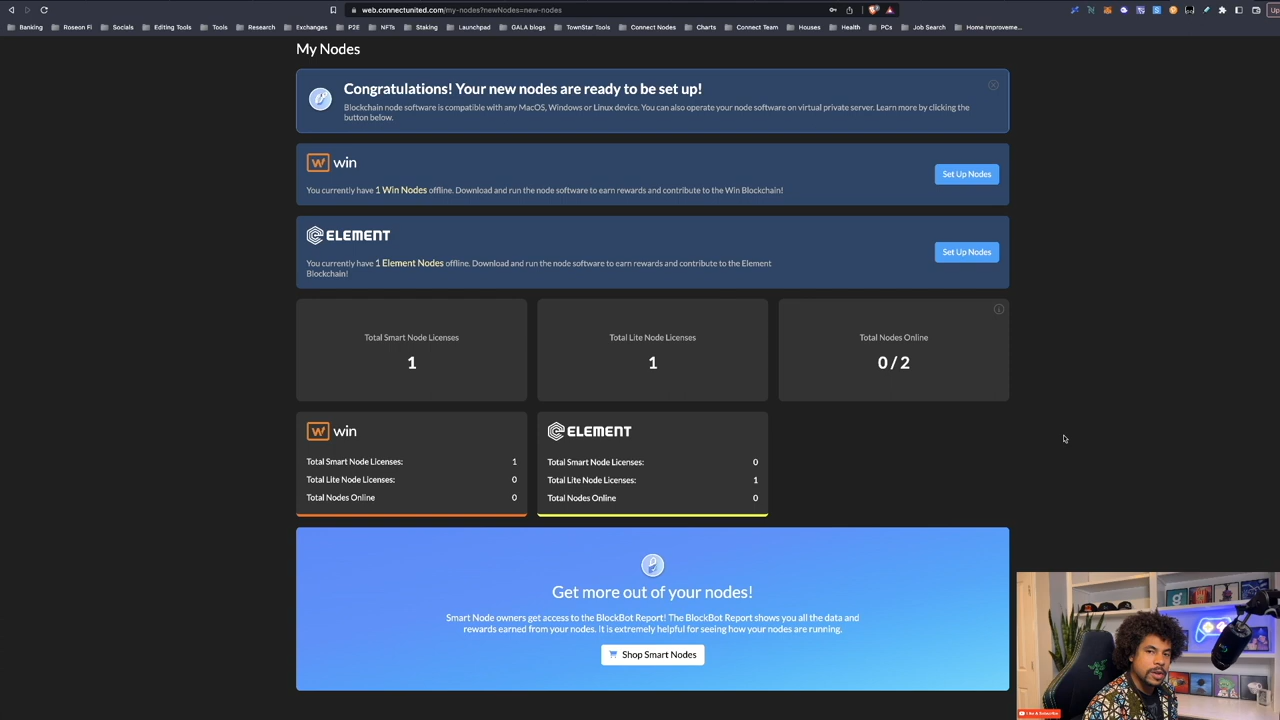 web.connectunited.com/my-nodes?newNodes=new-nodes
Banking Roseon Fi Socials Editing Tools Tools Research Exchanges P2E NFTs Staking Launchpad GALA blogs TownStar Tools Connect Nodes Charts Connect Team Houses Health PCs Job Search Home Improveme...
My Nodes
Congratulations! Your new nodes are ready to be set up!
Blockchain node software is compatible with any MacOS, Windows or Linux device. You can also operate your node software on virtual private server. Learn more by clicking the
button below.
win
Set Up Nodes
You currently have 1 Win Nodes offline. Download and run the node software to earn rewards and contribute to the Win Blockchain!
ELEMENT
Set Up Nodes
You currently have 1 Element Nodes offline. Download and run the node software to earn rewards and contribute to the Element
Blockchain!
Total Smart Node Licenses
1
Total Lite Node Licenses
1
Total Nodes Online
0 / 2
win
Total Smart Node Licenses: 1
Total Lite Node Licenses: 0
Total Nodes Online 0
ELEMENT
Total Smart Node Licenses: 0
Total Lite Node Licenses: 1
Total Nodes Online 0
Get more out of your nodes!
Smart Node owners get access to the BlockBot Report! The BlockBot Report shows you all the data and
rewards earned from your nodes. It is extremely helpful for seeing how your nodes are running.
Shop Smart Nodes